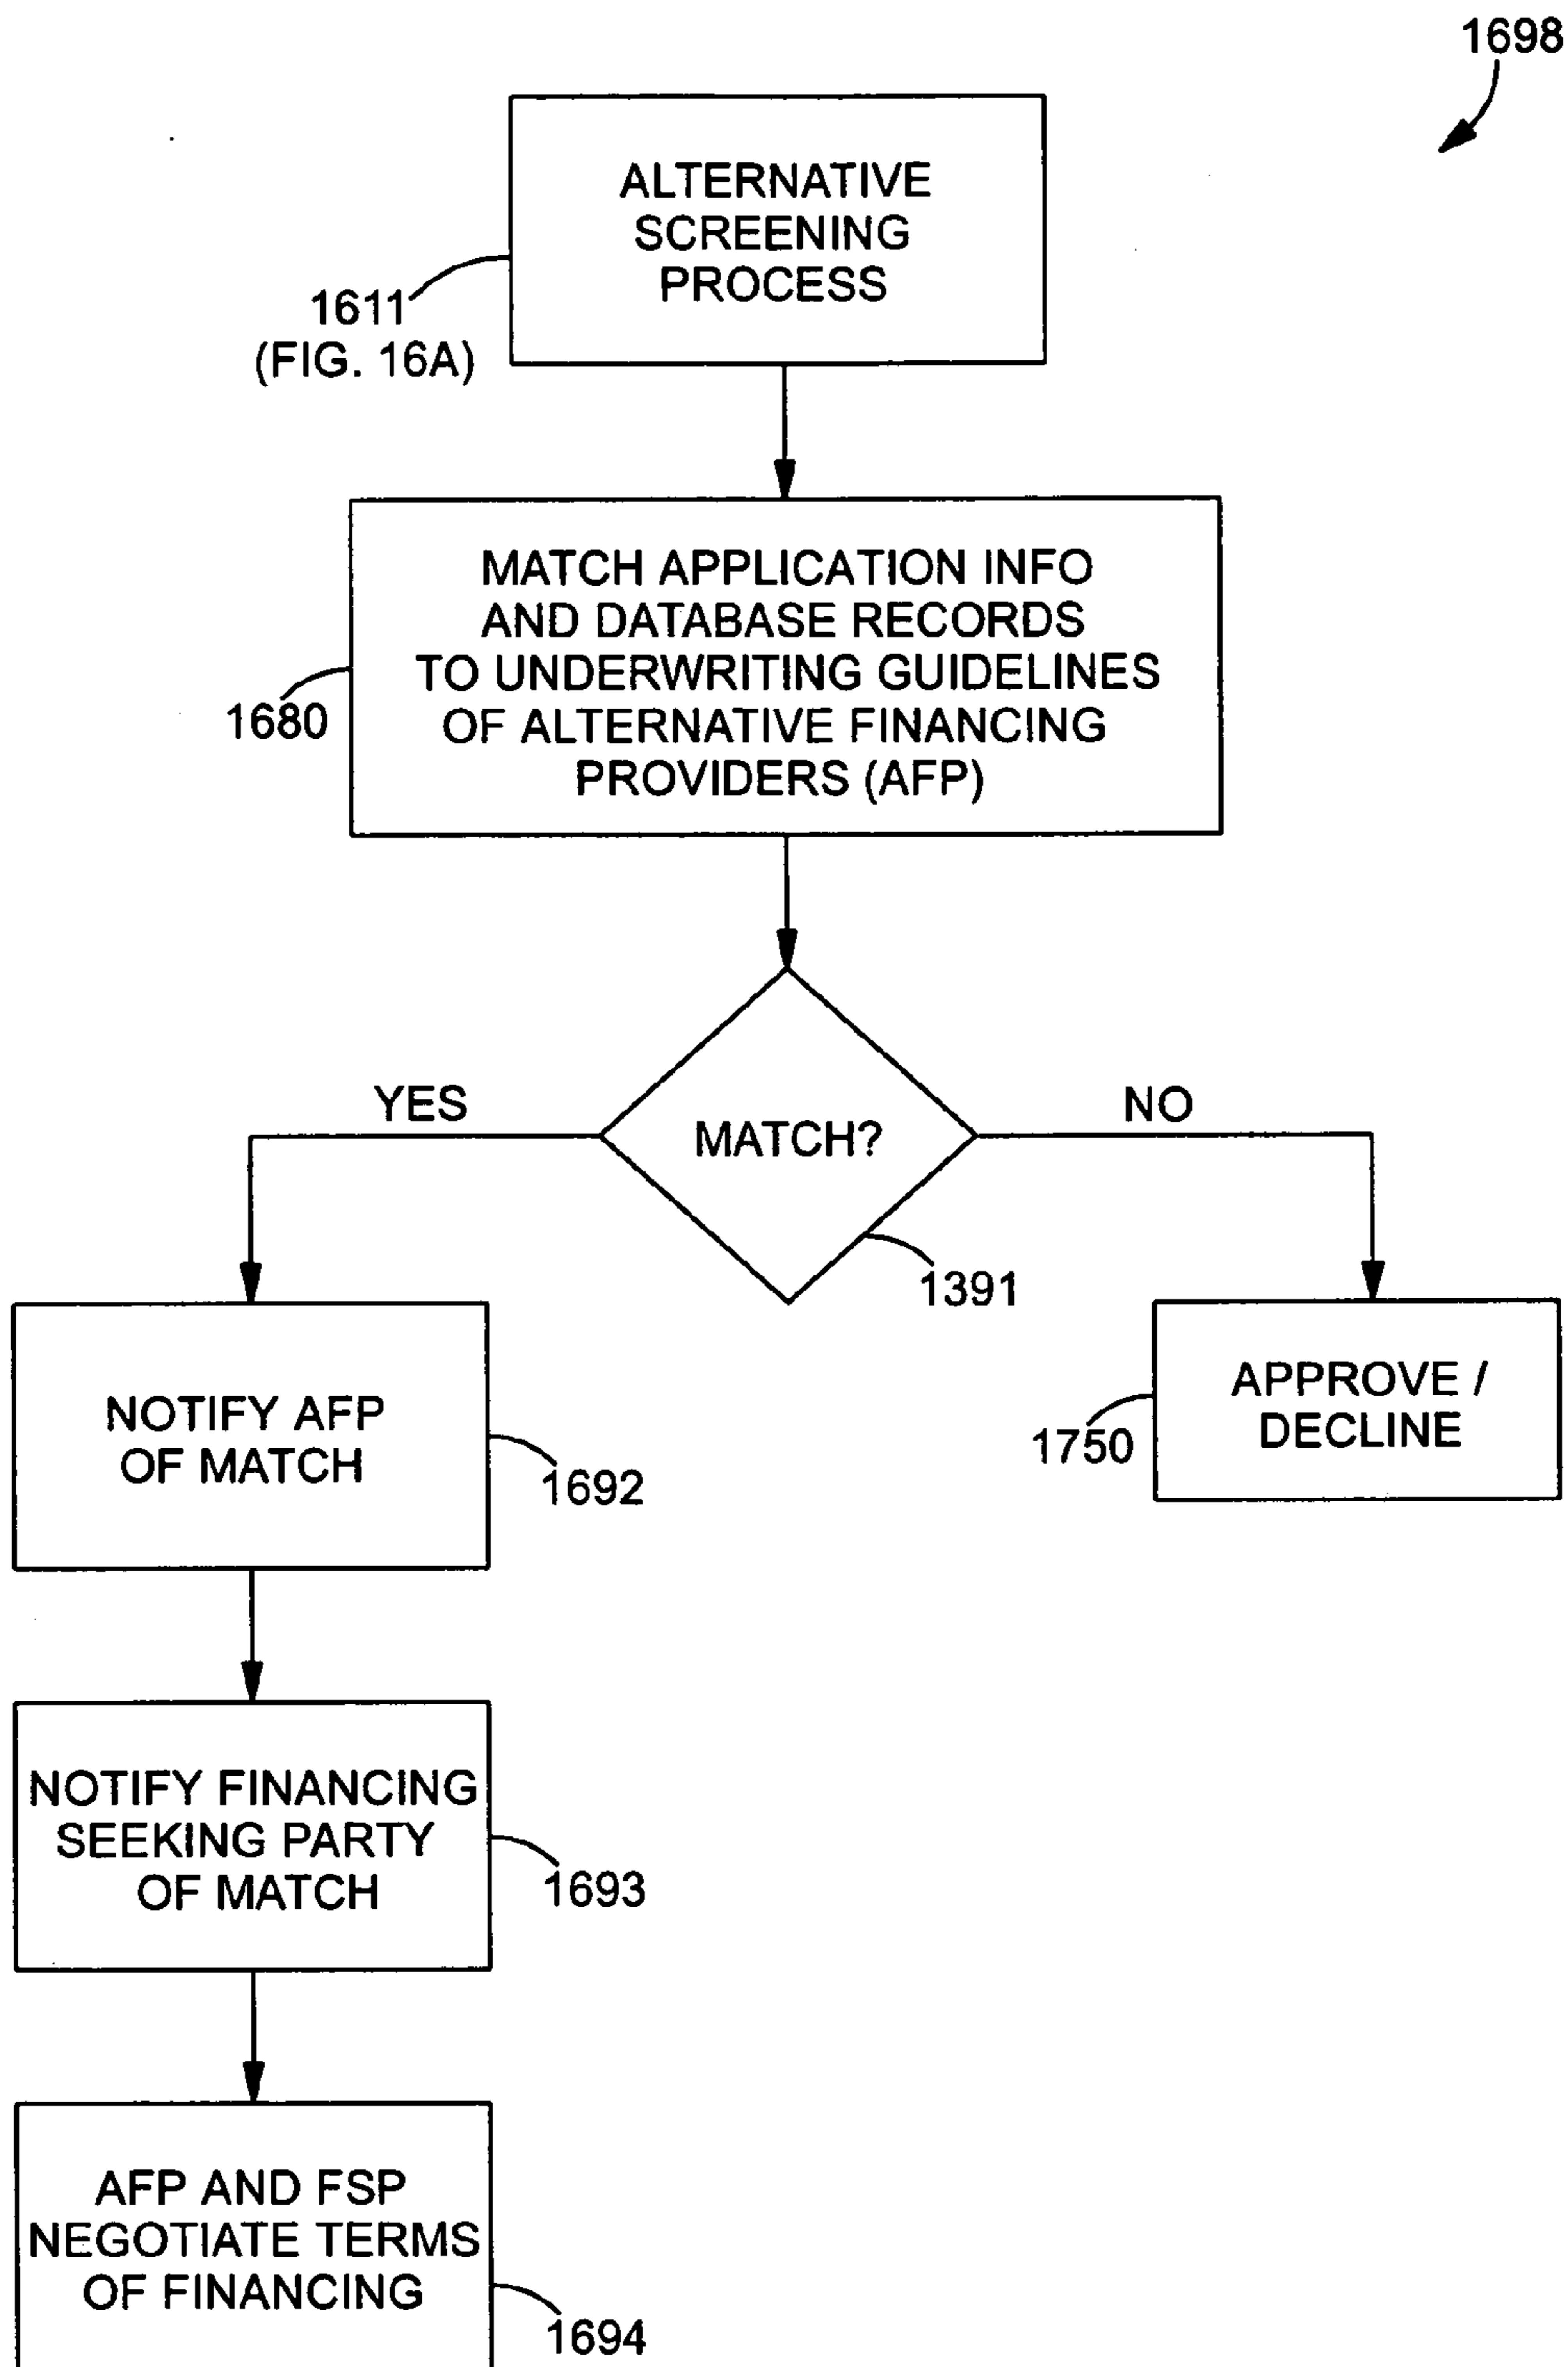 1698
ALTERNATIVE
SCREENING
PROCESS
1611
(FIG. 16A)
MATCH APPLICATION INFO
AND DATABASE RECORDS
TO UNDERWRITING GUIDELINES
OF ALTERNATIVE FINANCING
PROVIDERS (AFP)
1680
YES
MATCH?
NO
1391
NOTIFY AFP
OF MATCH
1692
APPROVE /
DECLINE
1750
NOTIFY FINANCING
SEEKING PARTY
OF MATCH
1693
AFP AND FSP
NEGOTIATE TERMS
OF FINANCING
1694